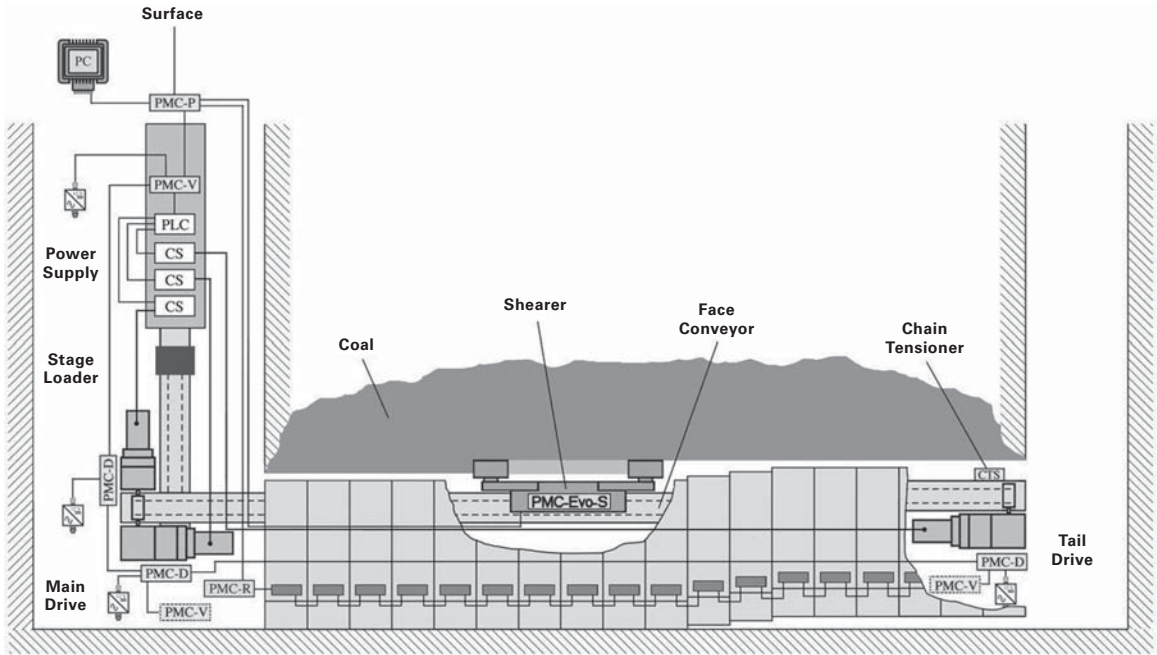 Surface
PC
PMC-P
PMC-V
PLC
CS
CS
CS
Power
Supply
Stage
Loader
Coal
Shearer
Face
Conveyor
Chain
Tensioner
PMC-D
CTS
PMC-Evo-S
Tail
Drive
PMC-D
PMC-D
Main
Drive
PMC-R
PMC-V
PMC-V